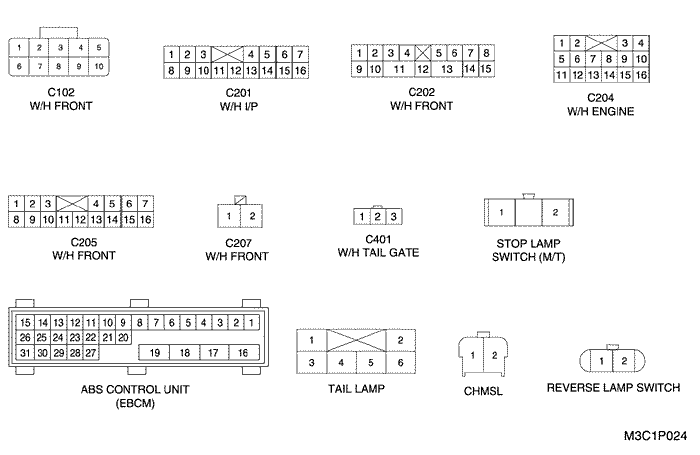 1 2 3 4 5
6 7 8 9 10
C102
W/H FRONT
1 2 3 4 5 6 7
8 9 10 11 12 13 14 15 16
C201
W/H I/P
1 2 3 4 5 6 7 8
9 10 11 12 13 14 15
C202
W/H FRONT
1 2 3 4
5 6 7 8 9 10
11 12 13 14 15 16
C204
W/H ENGINE
1 2 3 4 5 6 7
8 9 10 11 12 13 14 15 16
C205
W/H FRONT
1 2
C207
W/H FRONT
1 2 3
C401
W/H TAIL GATE
1 2
STOP LAMP
SWITCH (M/T)
15 14 13 12 11 10 9 8 7 6 5 4 3 2 1
26 25 24 23 22 21 20
31 30 29 28 27 19 18 17 16
ABS CONTROL UNIT
(EBCM)
1 2
3 4 5 6
TAIL LAMP
1 2
CHMSL
1 2
REVERSE LAMP SWITCH
M3C1P024